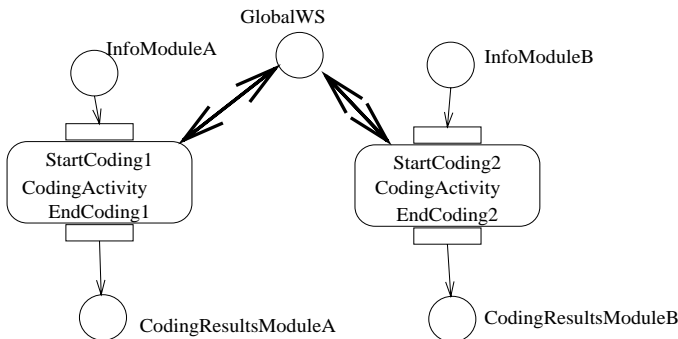 GlobalWS
InfoModuleA
InfoModuleB
StartCoding1
CodingActivity
EndCoding1
StartCoding2
CodingActivity
EndCoding2
CodingResultsModuleA
CodingResultsModuleB